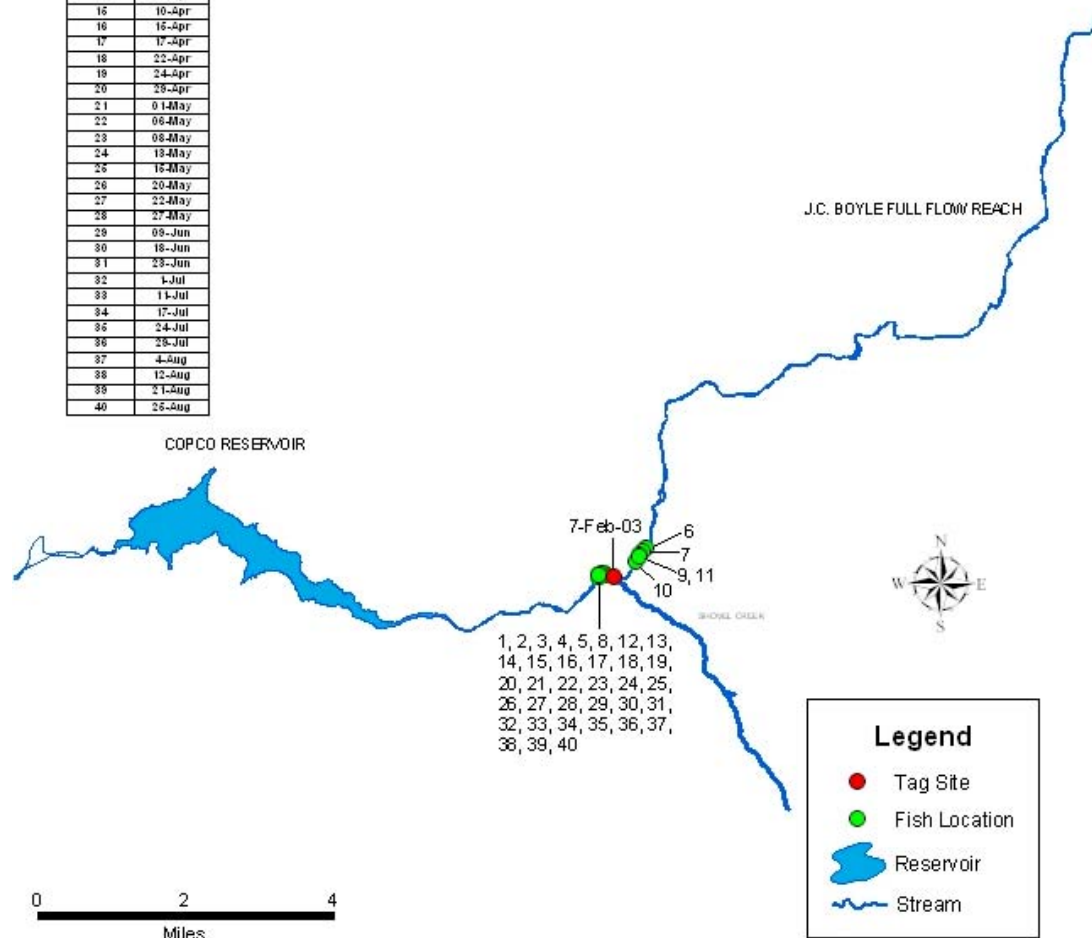 15 10-Apr
16 15-Apr
17 17-Apr
18 22-Apr
19 24-Apr
20 29-Apr
21 01-May
22 06-May
23 08-May
24 13-May
25 15-May
26 20-May
27 22-May
28 27-May
29 09-Jun
30 18-Jun
31 23-Jun
32 1-Jul
33 11-Jul
34 17-Jul
35 24-Jul
36 29-Jul
37 4-Aug
38 12-Aug
39 21-Aug
40 25-Aug
J.C. BOYLE FULL FLOW REACH
COPCO RESERVOIR
7-Feb-03
6
7
9, 11
10
SHOVEL CREEK
N
W E
S
1, 2, 3, 4, 5, 8, 12, 13,
14, 15, 16, 17, 18, 19,
20, 21, 22, 23, 24, 25,
26, 27, 28, 29, 30, 31,
32, 33, 34, 35, 36, 37,
38, 39, 40
Legend
Tag Site
Fish Location
Reservoir
Stream
0 2 4
Miles